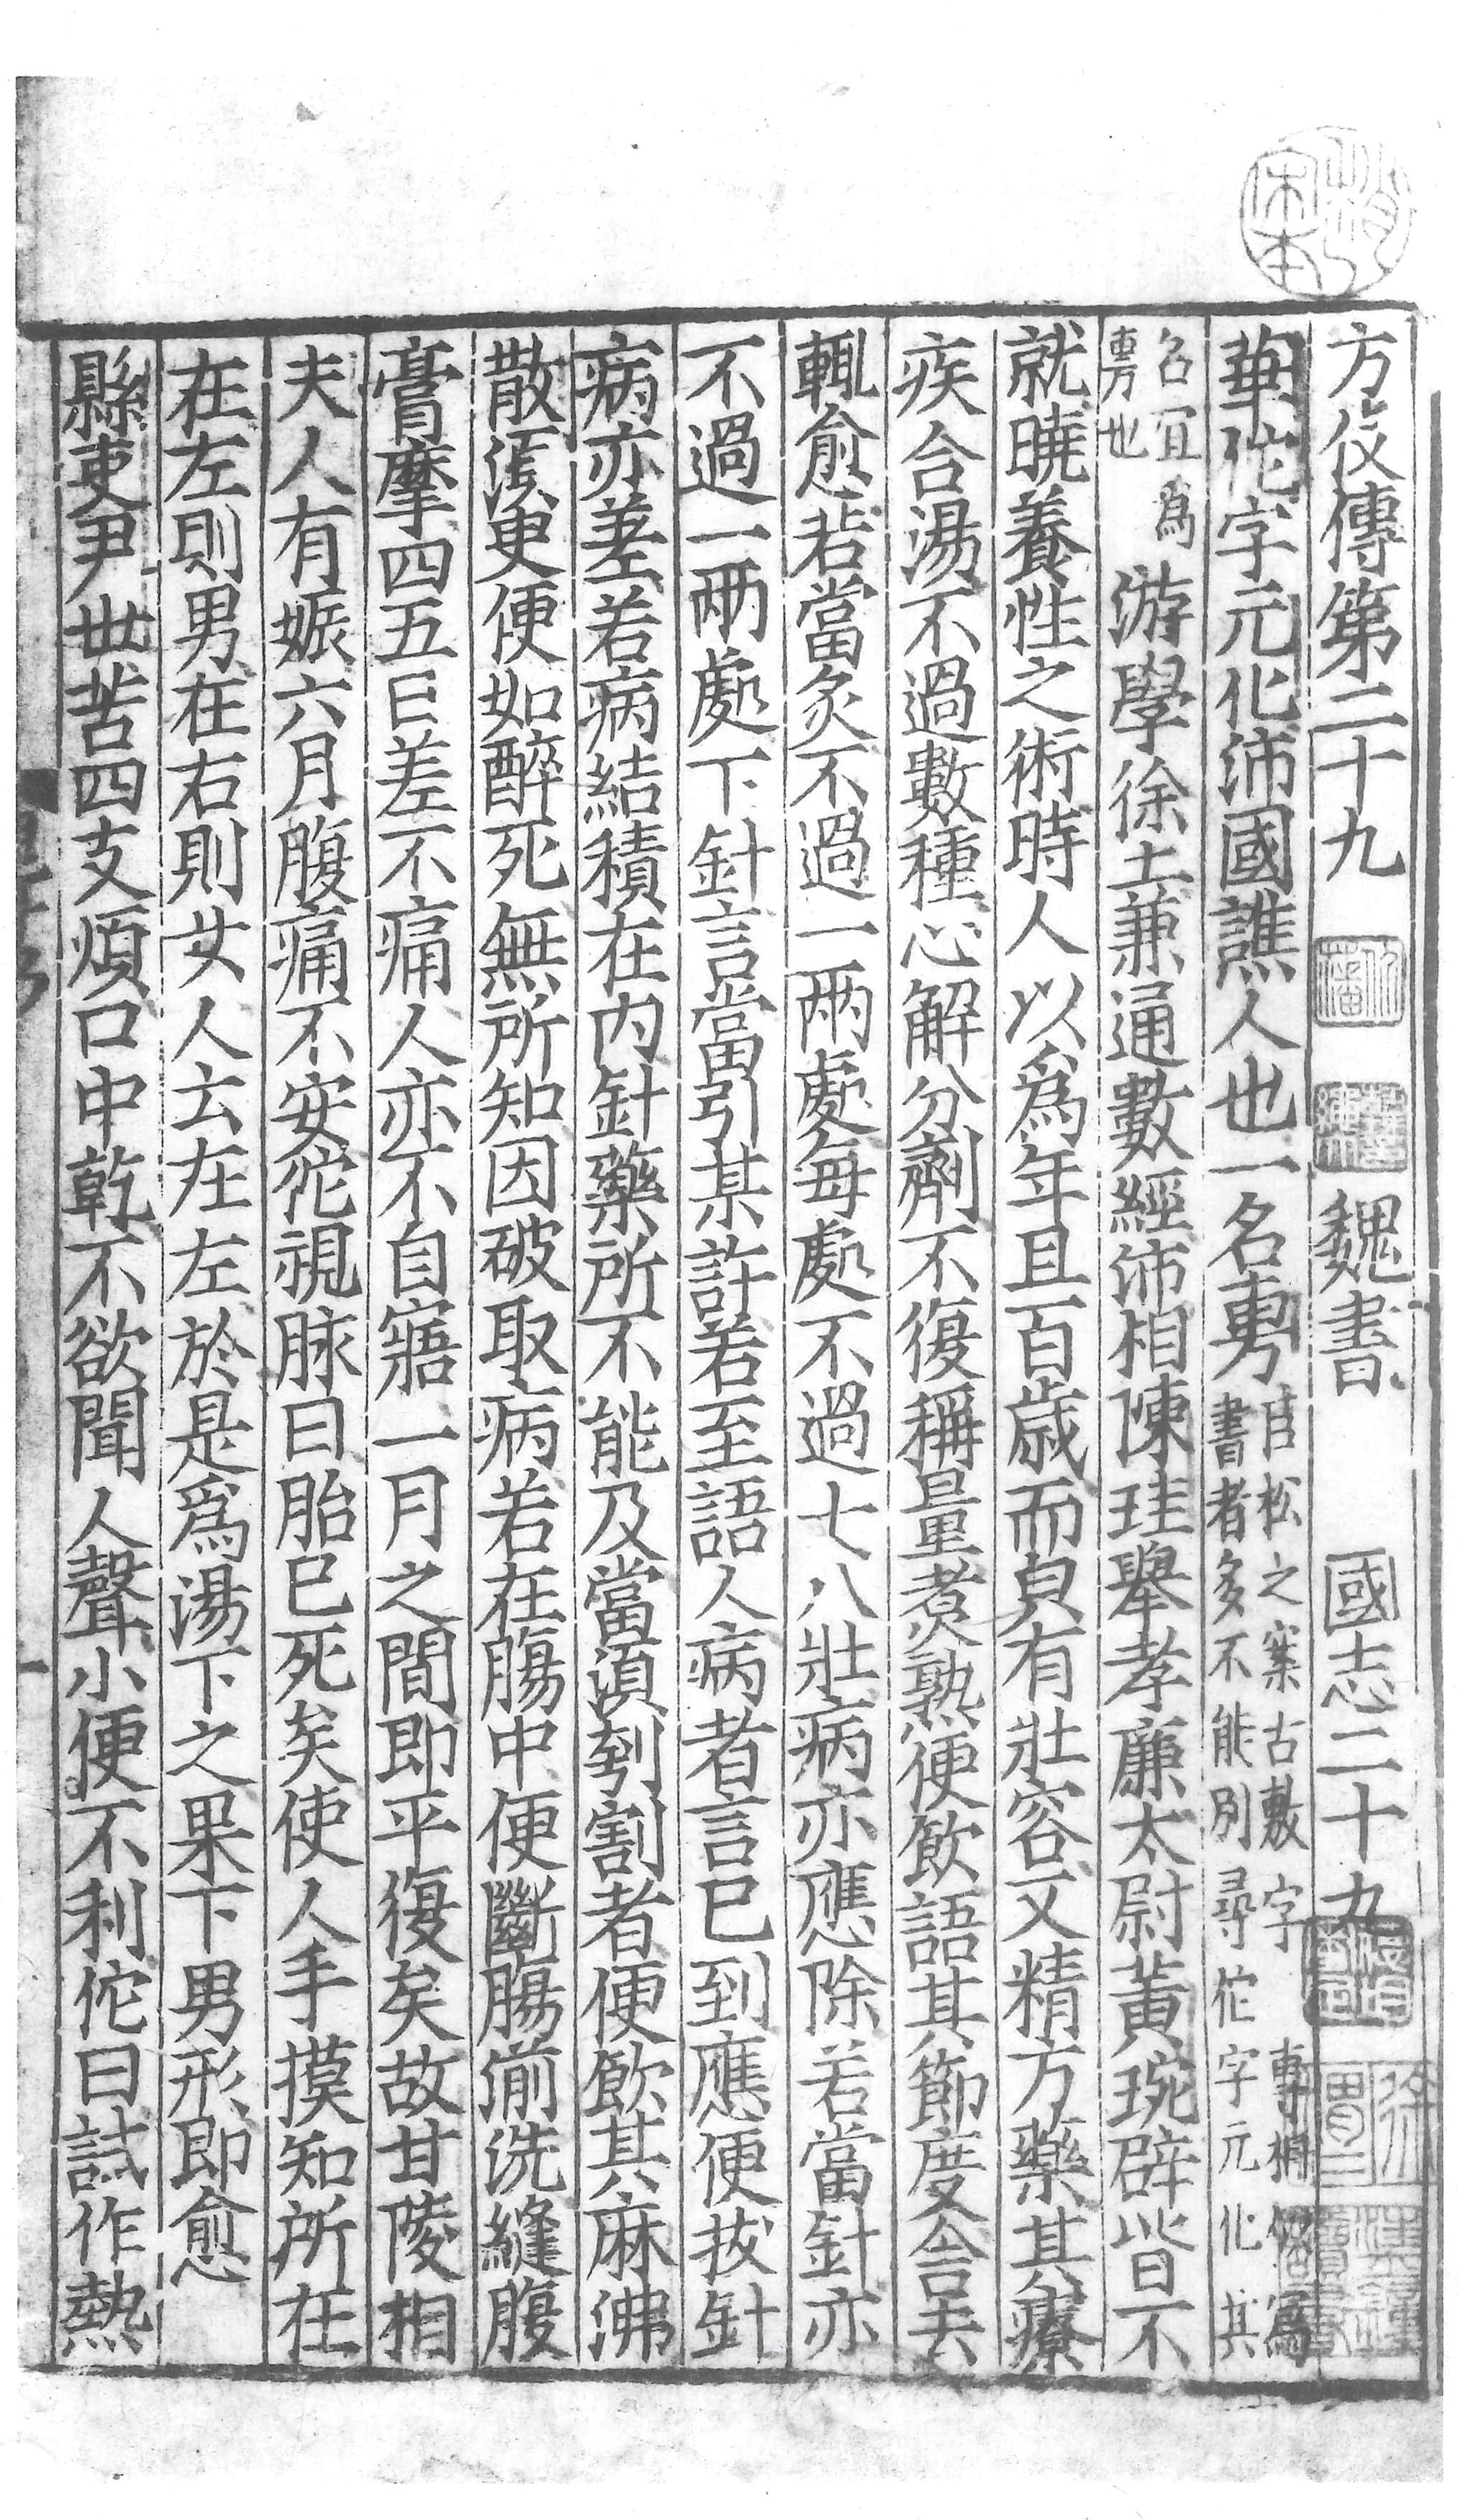 方伎傳第二十九 魏書 國志二十九
華佗字元化沛國譙人也一名旉臣松之案古敷字與旉相似寫書者多不能別尋佗字元化其
名宜爲旉也游學徐土兼通數經沛相陳珪舉孝廉太尉黃琬辟皆不
就曉養性之術時人以爲年且百歲而皃有壯容又精方藥其療
疾合湯不過數種心解分劑不復稱量煮熟便飲語其節度舍去
輒愈若當灸不過一兩處每處不過七八壯病亦應除若當針亦
不過一兩處下針言當引某許若至語人病者言已到應便拔針
病亦差若病結積在內針藥所不能及當須刳割者便飲其麻沸
散須臾便如醉死無所知因破取病若在腸中便斷腸湔洗縫腹
膏摩四五日差不痛人亦不自寤一月之間即平復矣故甘陵相
夫人有娠六月腹痛不安佗視脉曰胎已死矣使人手摸知所在
在左則男在右則女人云在左於是爲湯下之果下男形即愈
縣吏尹世苦四支煩口中乾不欲聞人聲小便不利佗曰試作熱